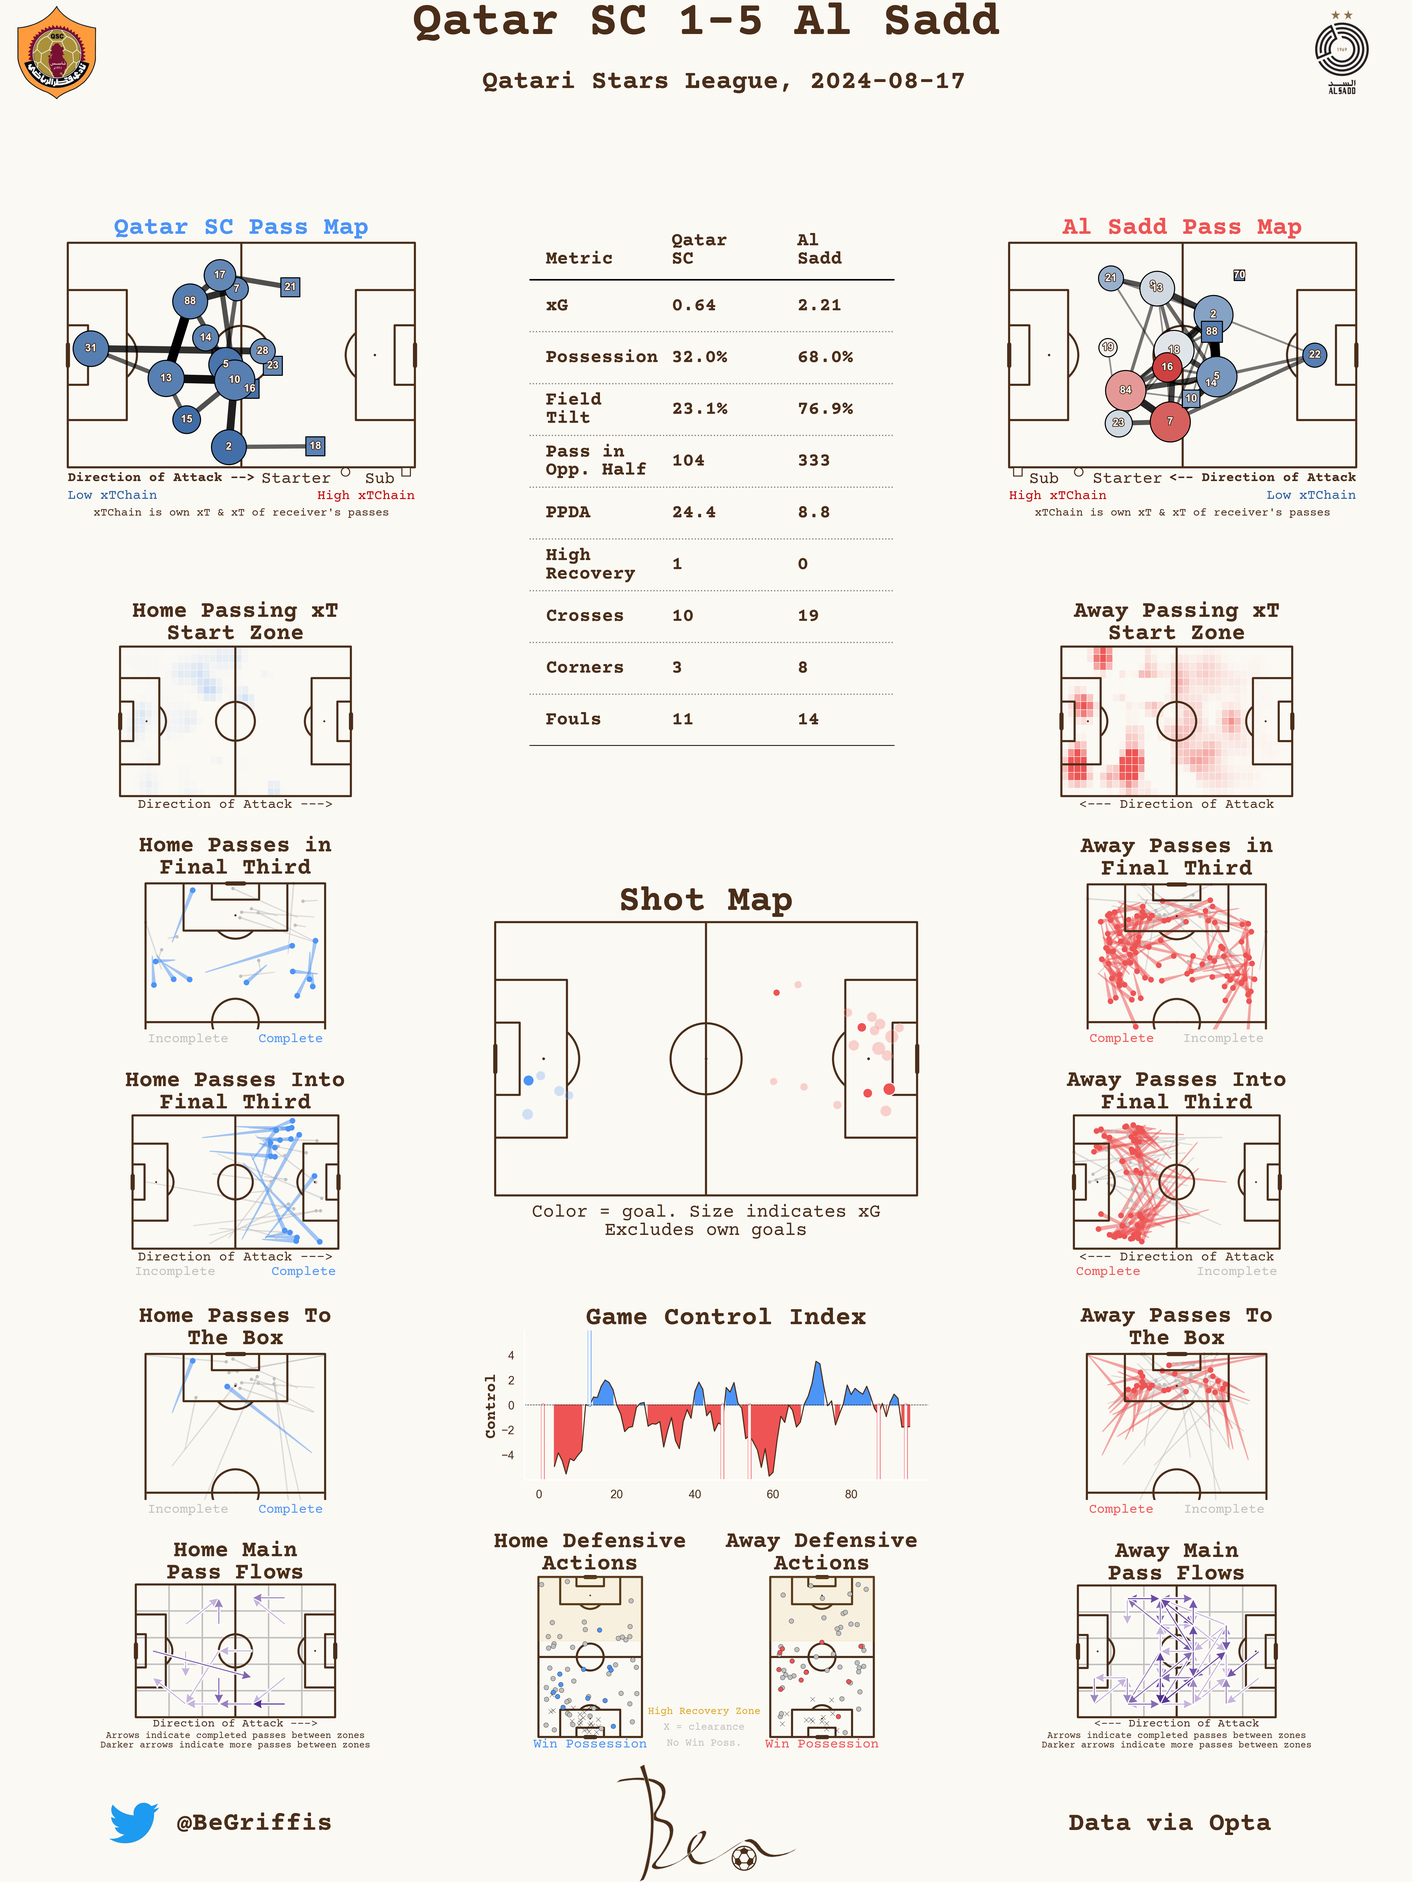 Qatar SC 1-5 Al Sadd
Qatari Stars League, 2024-08-17
QSC
1969
السد
ALSADD
Qatar SC Pass Map
17
7
21
88
14
31
28
5
23
13
10
16
15
2
18
Direction of Attack --> Starter Sub
Low xTChain High xTChain
xTChain is own xT & xT of receiver's passes
Metric Qatar SC Al Sadd
xG 0.64 2.21
Possession 32.0% 68.0%
Field Tilt 23.1% 76.9%
Pass in Opp. Half 104 333
PPDA 24.4 8.8
High Recovery 1 0
Crosses 10 19
Corners 3 8
Fouls 11 14
Al Sadd Pass Map
21
9
13
70
2
88
19
18
22
16
5
14
84
10
23
7
Sub Starter <-- Direction of Attack
High xTChain Low xTChain
xTChain is own xT & xT of receiver's passes
Home Passing xT
Start Zone
Direction of Attack --->
Away Passing xT
Start Zone
<--- Direction of Attack
Home Passes in
Final Third
Incomplete Complete
Away Passes in
Final Third
Complete Incomplete
Shot Map
Color = goal. Size indicates xG
Excludes own goals
Home Passes Into
Final Third
Direction of Attack --->
Incomplete Complete
Away Passes Into
Final Third
<--- Direction of Attack
Complete Incomplete
Home Passes To
The Box
Incomplete Complete
Game Control Index
Control
4
2
0
−2
−4
0 20 40 60 80
Away Passes To
The Box
Complete Incomplete
Home Main
Pass Flows
Direction of Attack --->
Arrows indicate completed passes between zones
Darker arrows indicate more passes between zones
Home Defensive
Actions
Win Possession
High Recovery Zone
X = clearance
No Win Poss.
Away Defensive
Actions
Win Possession
Away Main
Pass Flows
<--- Direction of Attack
Arrows indicate completed passes between zones
Darker arrows indicate more passes between zones
@BeGriffis
Ben
Data via Opta